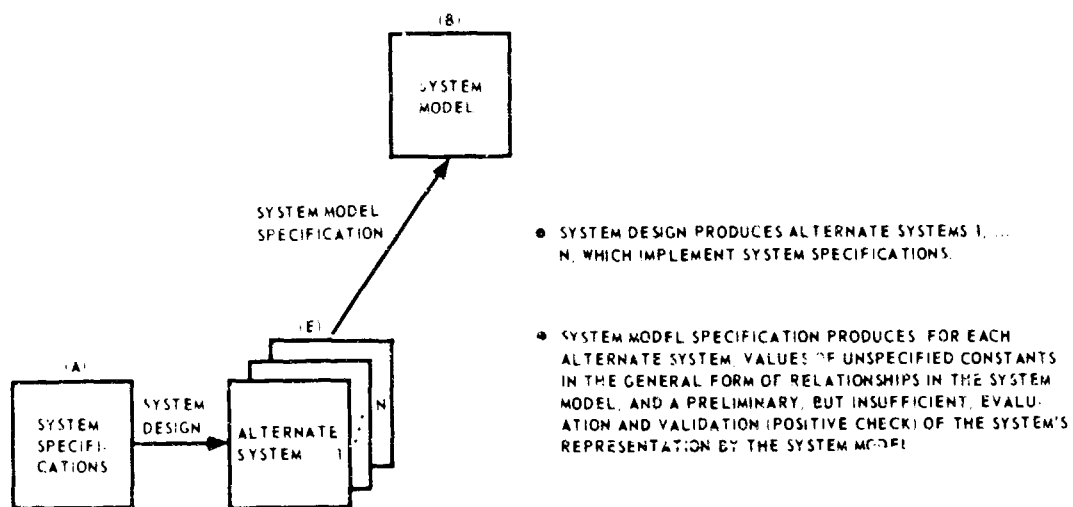 (B)
SYSTEM
MODEL
SYSTEM MODEL
SPECIFICATION
• SYSTEM DESIGN PRODUCES ALTERNATE SYSTEMS 1, ...
N, WHICH IMPLEMENT SYSTEM SPECIFICATIONS.
(E)
(A)
SYSTEM
SPECIFI-
CATIONS
SYSTEM
DESIGN
N
ALTERNATE
SYSTEM 1
• SYSTEM MODEL SPECIFICATION PRODUCES FOR EACH
ALTERNATE SYSTEM, VALUES OF UNSPECIFIED CONSTANTS
IN THE GENERAL FORM OF RELATIONSHIPS IN THE SYSTEM
MODEL, AND A PRELIMINARY, BUT INSUFFICIENT, EVALU-
ATION AND VALIDATION (POSITIVE CHECK) OF THE SYSTEM'S
REPRESENTATION BY THE SYSTEM MODEL